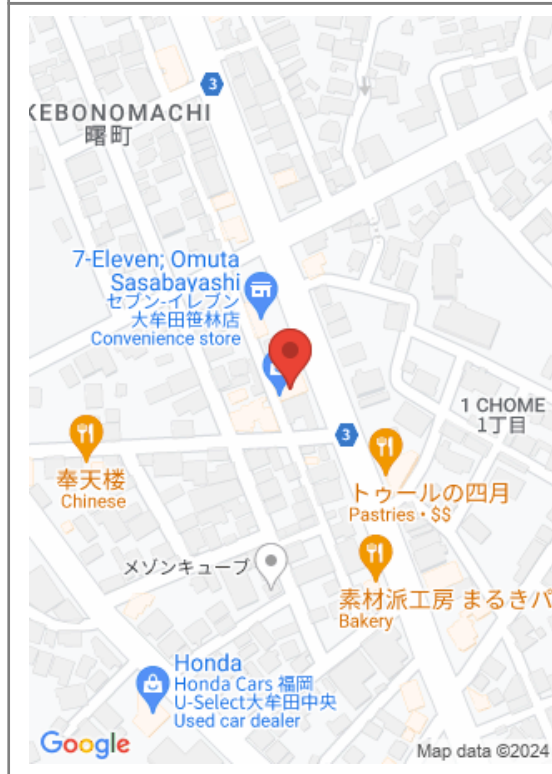 3
KEBONOMACHI
曙町
7-Eleven; Omuta
Sasabayashi
セブン-イレブン
大牟田笹林店
Convenience store
1 CHOME
1丁目
3
奉天楼
Chinese
トゥールの四月
Pastries • $$
メゾンキューブ
素材派工房 まるきパ
Bakery
Honda
Honda Cars 福岡
U-Select大牟田中央
Used car dealer
Google
Map data ©2024